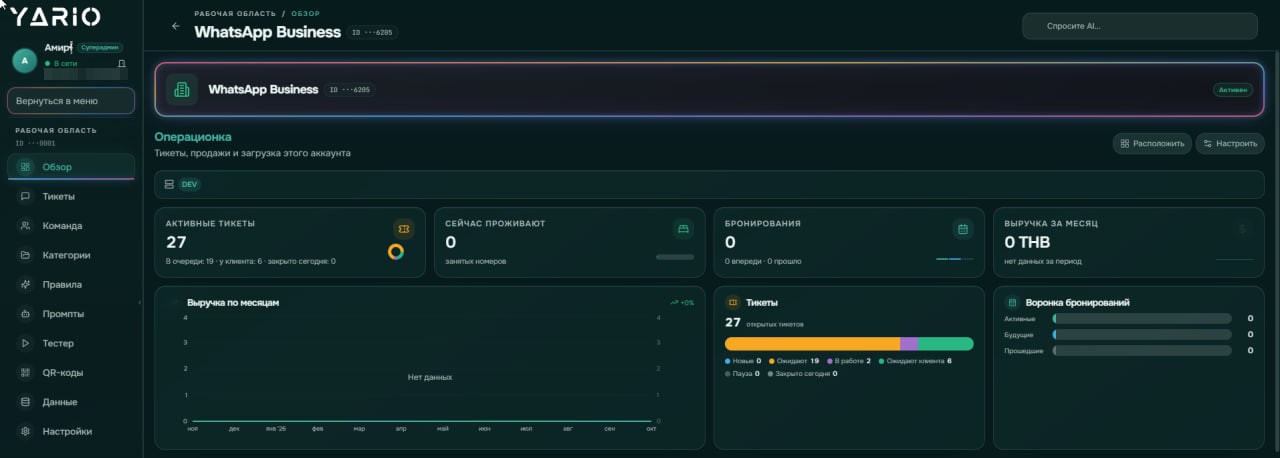 YARIO
РАБОЧАЯ ОБЛАСТЬ / ОБЗОР
WhatsApp Business ID ···6205
Спросите AI...
A
Амир Суперадмин
В сети
Вернуться в меню
РАБОЧАЯ ОБЛАСТЬ
ID ···0001
Обзор
Тикеты
Команда
Категории
Правила
Промпты
Тестер
QR-коды
Данные
Настройки
WhatsApp Business ID ···6205
Активен
Операционка
Тикеты, продажи и загрузка этого аккаунта
Расположить
Настроить
DEV
АКТИВНЫЕ ТИКЕТЫ
27
В очереди: 19 · у клиента: 6 · закрыто сегодня: 0
СЕЙЧАС ПРОЖИВАЮТ
0
занятых номеров
БРОНИРОВАНИЯ
0
0 впереди · 0 прошло
ВЫРУЧКА ЗА МЕСЯЦ
0 THB
нет данных за период
Выручка по месяцам
+0%
4 4
3 3
2 2
1 1
0 0
Нет данных
ноя дек янв '26 фев мар апр май июн июл авг сен окт
Тикеты
27 открытых тикетов
Новые 0 Ожидают 19 В работе 2 Ожидают клиента 6
Пауза 0 Закрыто сегодня 0
Воронка бронирований
Активные 0
Будущие 0
Прошедшие 0